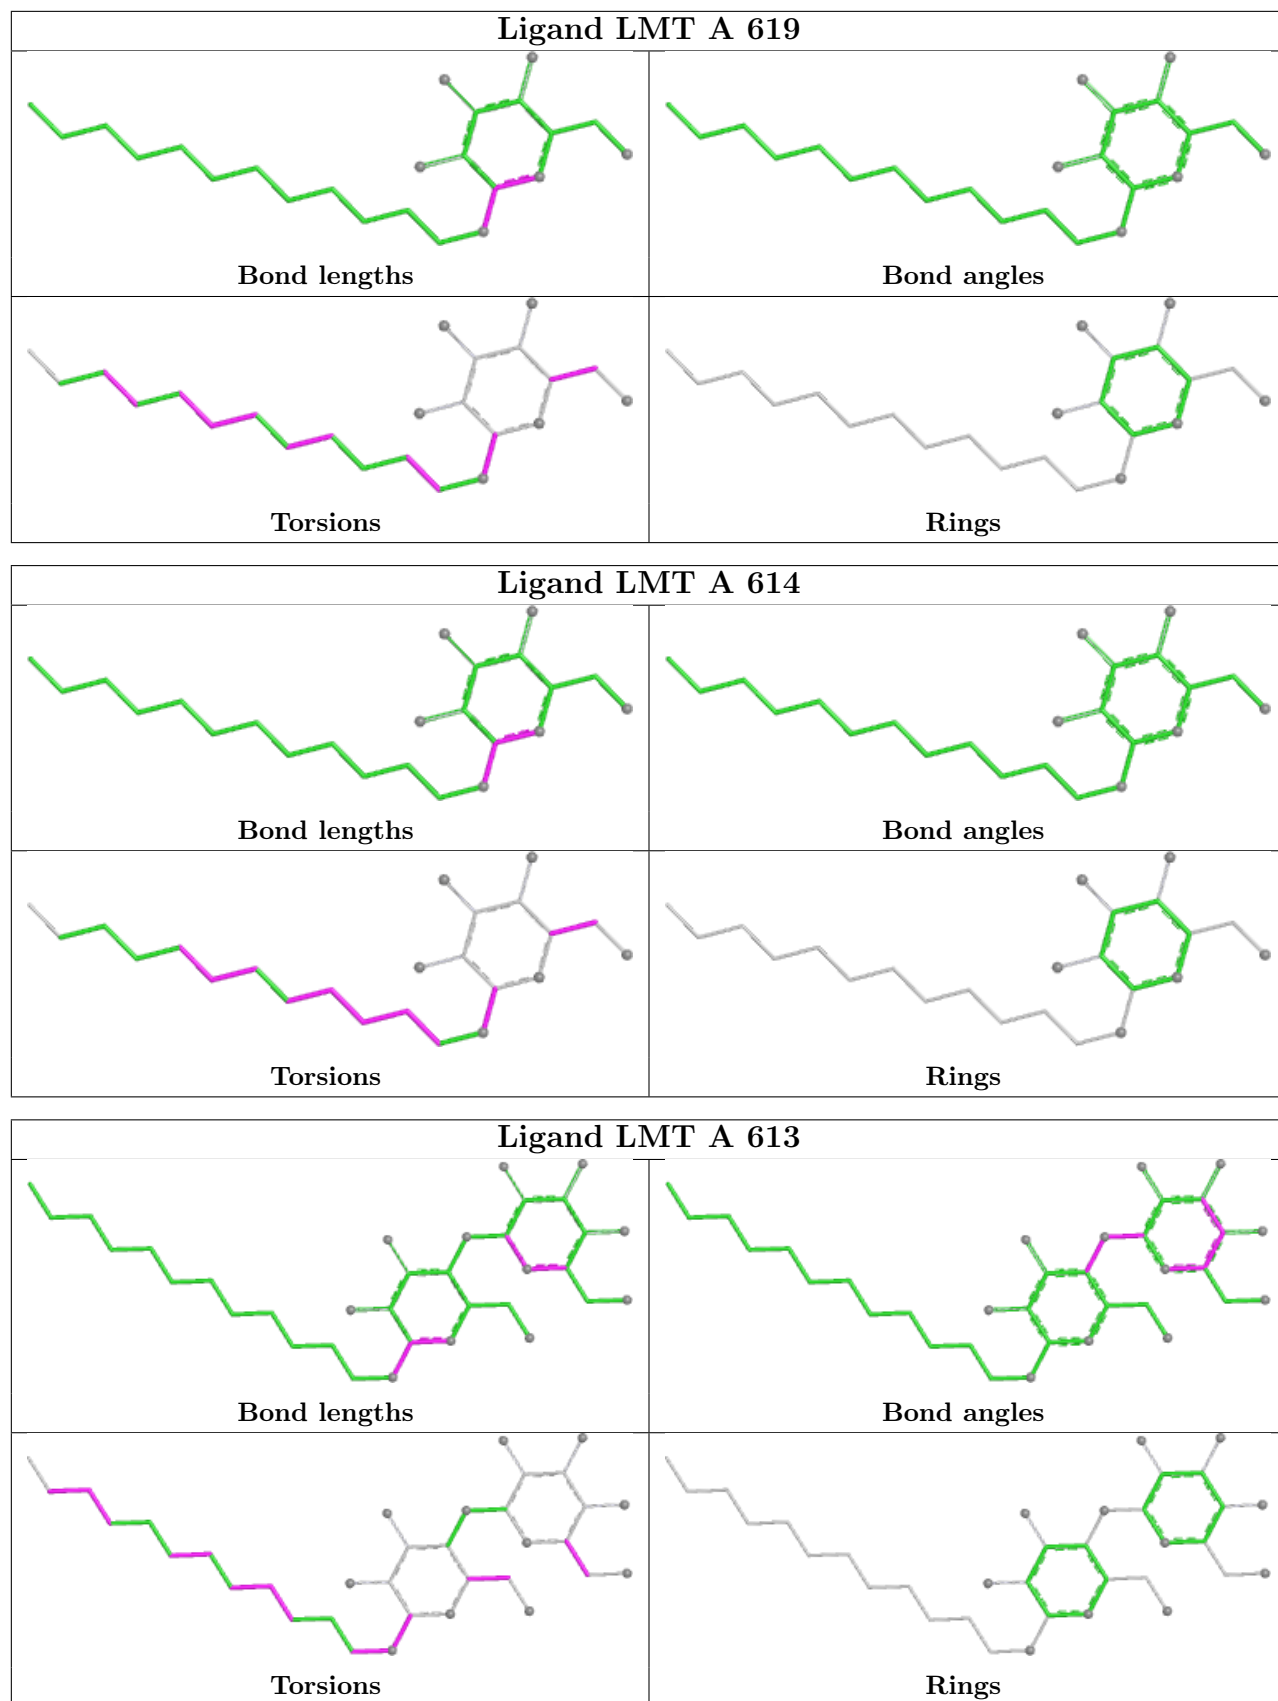 Ligand LMT A 619
Bond lengths
Bond angles
Torsions
Rings
Ligand LMT A 614
Bond lengths
Bond angles
Torsions
Rings
Ligand LMT A 613
Bond lengths
Bond angles
Torsions
Rings